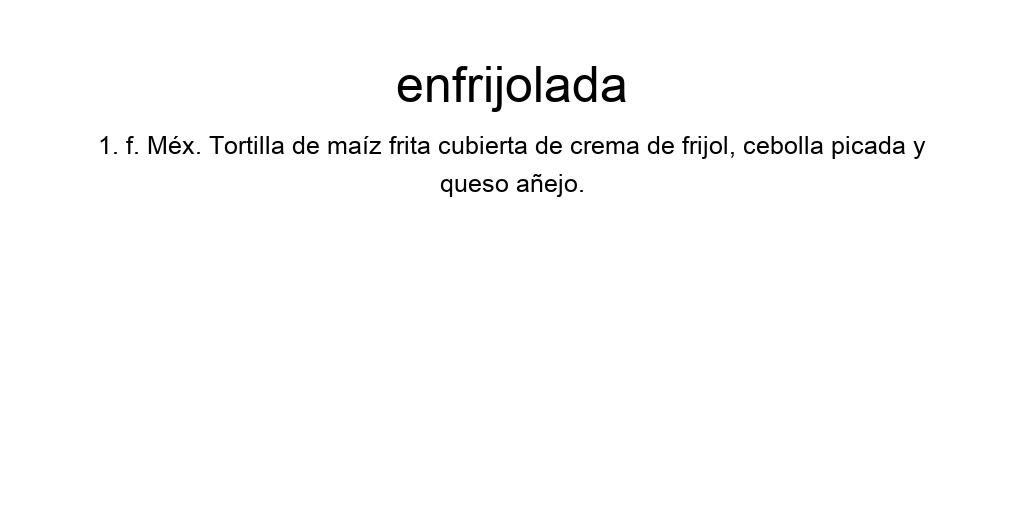 enfrijolada
1. f. Méx. Tortilla de maíz frita cubierta de crema de frijol, cebolla picada y
queso añejo.